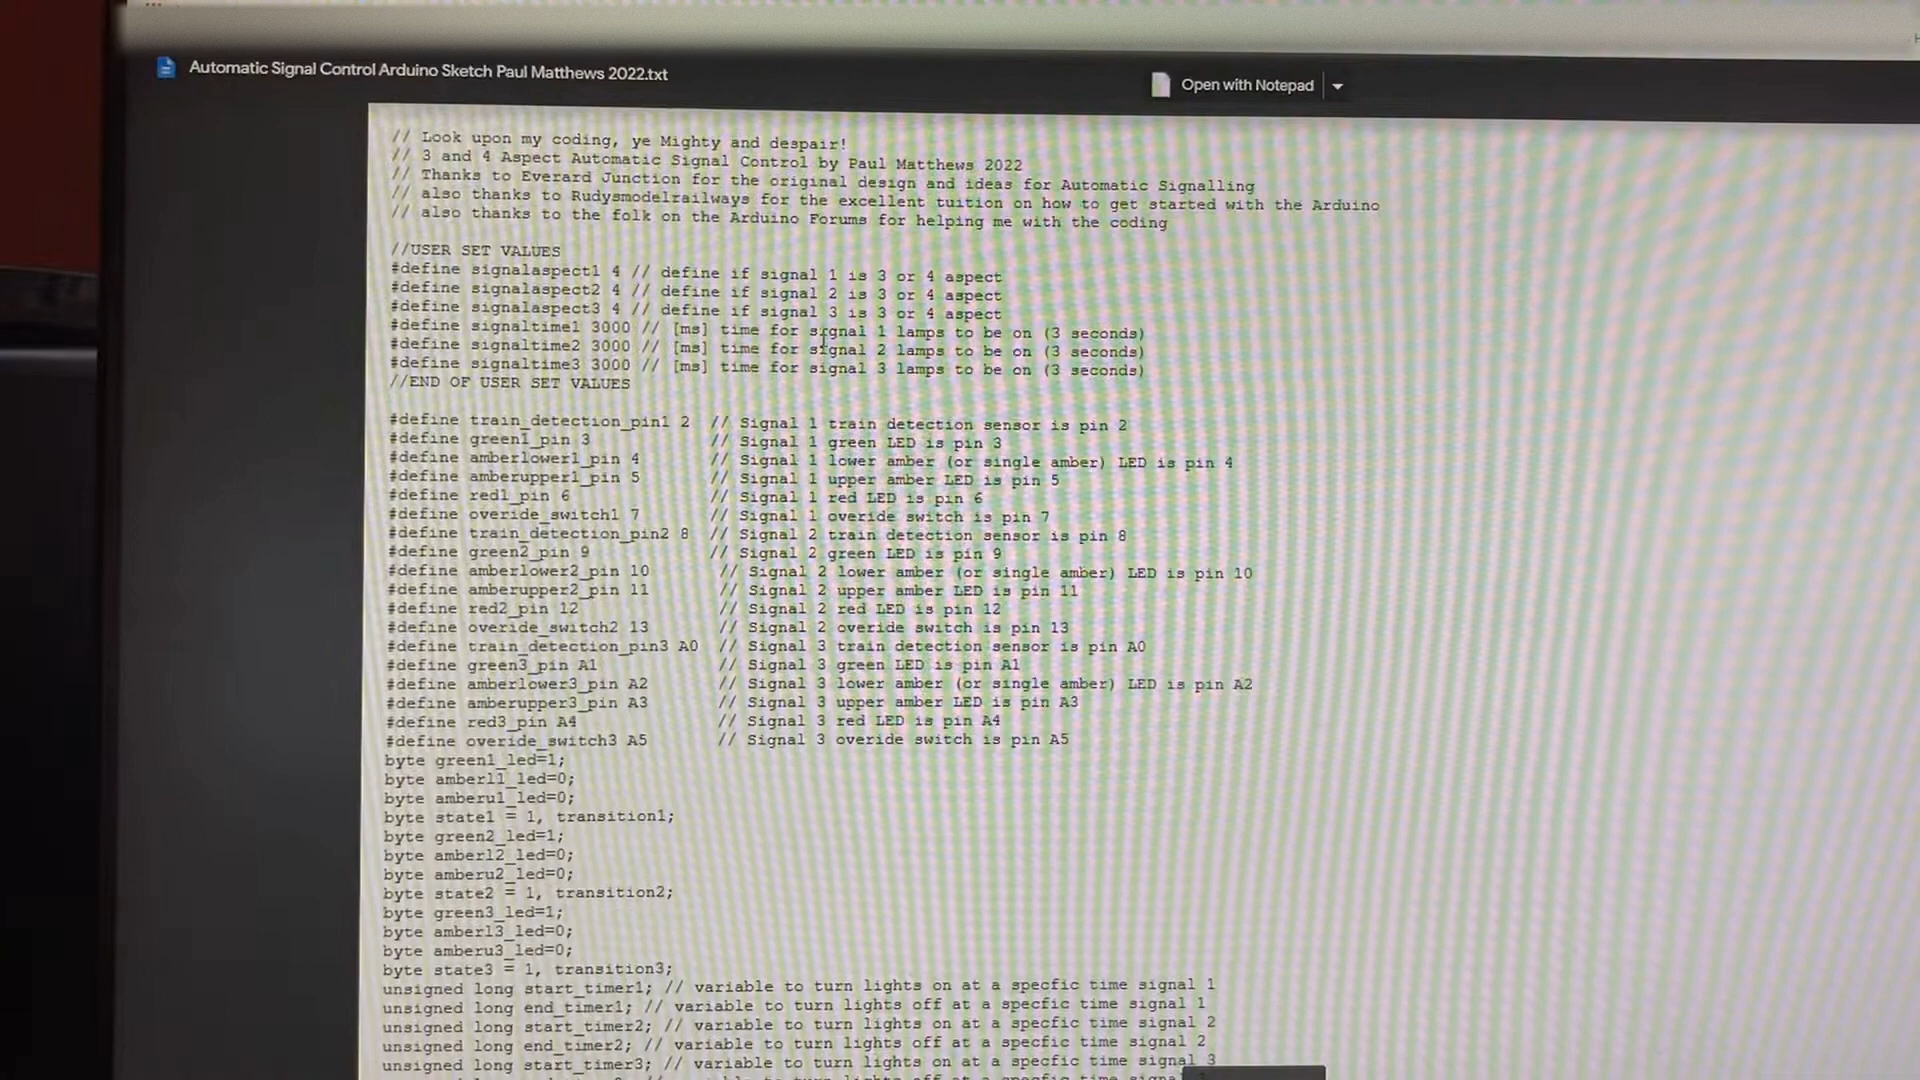 Automatic Signal Control Arduino Sketch Paul Matthews 2022.txt
Open with Notepad
// Look upon my coding, ye Mighty and despair!
// 3 and 4 Aspect Automatic Signal Control by Paul Matthews 2022
// Thanks to Everard Junction for the original design and ideas for Automatic Signalling
// also thanks to Rudysmodelrailways for the excellent tuition on how to get started with the Arduino
// also thanks to the folk on the Arduino Forums for helping me with the coding
//USER SET VALUES
#define signalaspect1 4 // define if signal 1 is 3 or 4 aspect
#define signalaspect2 4 // define if signal 2 is 3 or 4 aspect
#define signalaspect3 4 // define if signal 3 is 3 or 4 aspect
#define signaltime1 3000 // [ms] time for signal 1 lamps to be on (3 seconds)
#define signaltime2 3000 // [ms] time for signal 2 lamps to be on (3 seconds)
#define signaltime3 3000 // [ms] time for signal 3 lamps to be on (3 seconds)
//END OF USER SET VALUES
#define train_detection_pin1 2 // Signal 1 train detection sensor is pin 2
#define green1_pin 3 // Signal 1 green LED is pin 3
#define amberlower1_pin 4 // Signal 1 lower amber (or single amber) LED is pin 4
#define amberupper1_pin 5 // Signal 1 upper amber LED is pin 5
#define red1_pin 6 // Signal 1 red LED is pin 6
#define overide_switch1 7 // Signal 1 overide switch is pin 7
#define train_detection_pin2 8 // Signal 2 train detection sensor is pin 8
#define green2_pin 9 // Signal 2 green LED is pin 9
#define amberlower2_pin 10 // Signal 2 lower amber (or single amber) LED is pin 10
#define amberupper2_pin 11 // Signal 2 upper amber LED is pin 11
#define red2_pin 12 // Signal 2 red LED is pin 12
#define overide_switch2 13 // Signal 2 overide switch is pin 13
#define train_detection_pin3 A0 // Signal 3 train detection sensor is pin A0
#define green3_pin A1 // Signal 3 green LED is pin A1
#define amberlower3_pin A2 // Signal 3 lower amber (or single amber) LED is pin A2
#define amberupper3_pin A3 // Signal 3 upper amber LED is pin A3
#define red3_pin A4 // Signal 3 red LED is pin A4
#define overide_switch3 A5 // Signal 3 overide switch is pin A5
byte green1_led=1;
byte amberl1_led=0;
byte amberu1_led=0;
byte state1 = 1, transition1;
byte green2_led=1;
byte amberl2_led=0;
byte amberu2_led=0;
byte state2 = 1, transition2;
byte green3_led=1;
byte amberl3_led=0;
byte amberu3_led=0;
byte state3 = 1, transition3;
unsigned long start_timer1; // variable to turn lights on at a specfic time signal 1
unsigned long end_timer1; // variable to turn lights off at a specfic time signal 1
unsigned long start_timer2; // variable to turn lights on at a specfic time signal 2
unsigned long end_timer2; // variable to turn lights off at a specfic time signal 2
unsigned long start_timer3; // variable to turn lights on at a specfic time signal 3